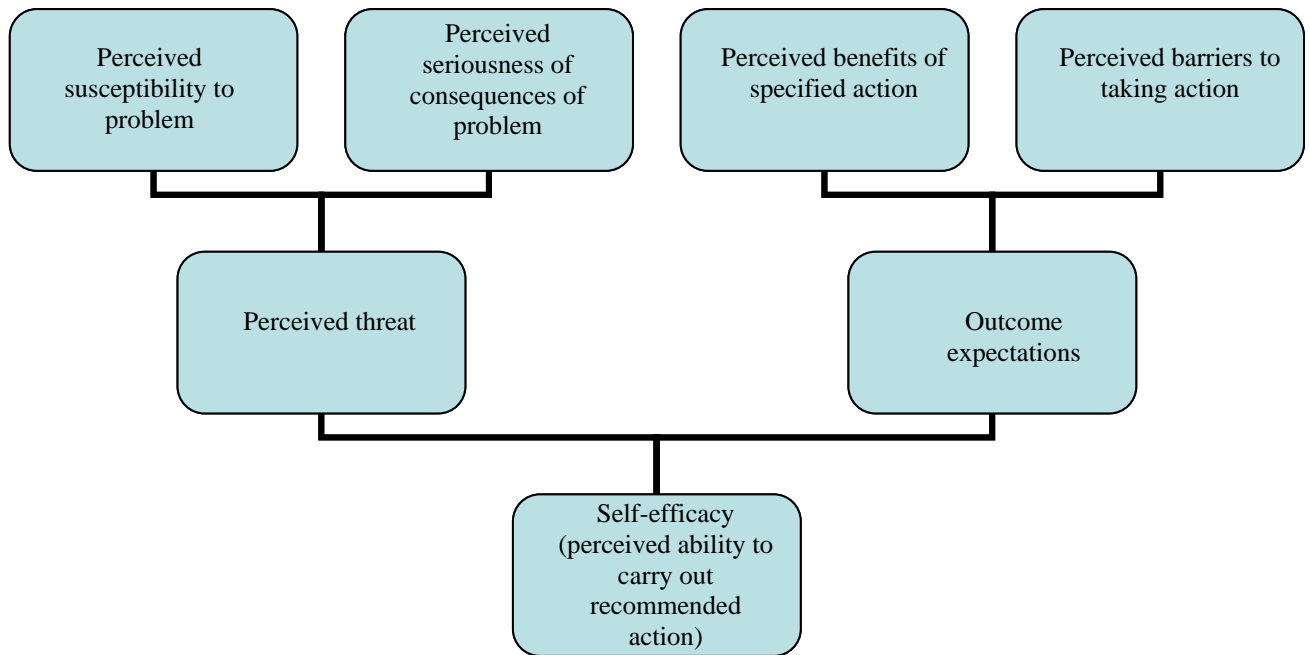 Perceived
susceptibility to
problem
Perceived
seriousness of
consequences of
problem
Perceived benefits of
specified action
Perceived barriers to
taking action
Perceived threat
Outcome
expectations
Self-efficacy
(perceived ability to
carry out
recommended
action)